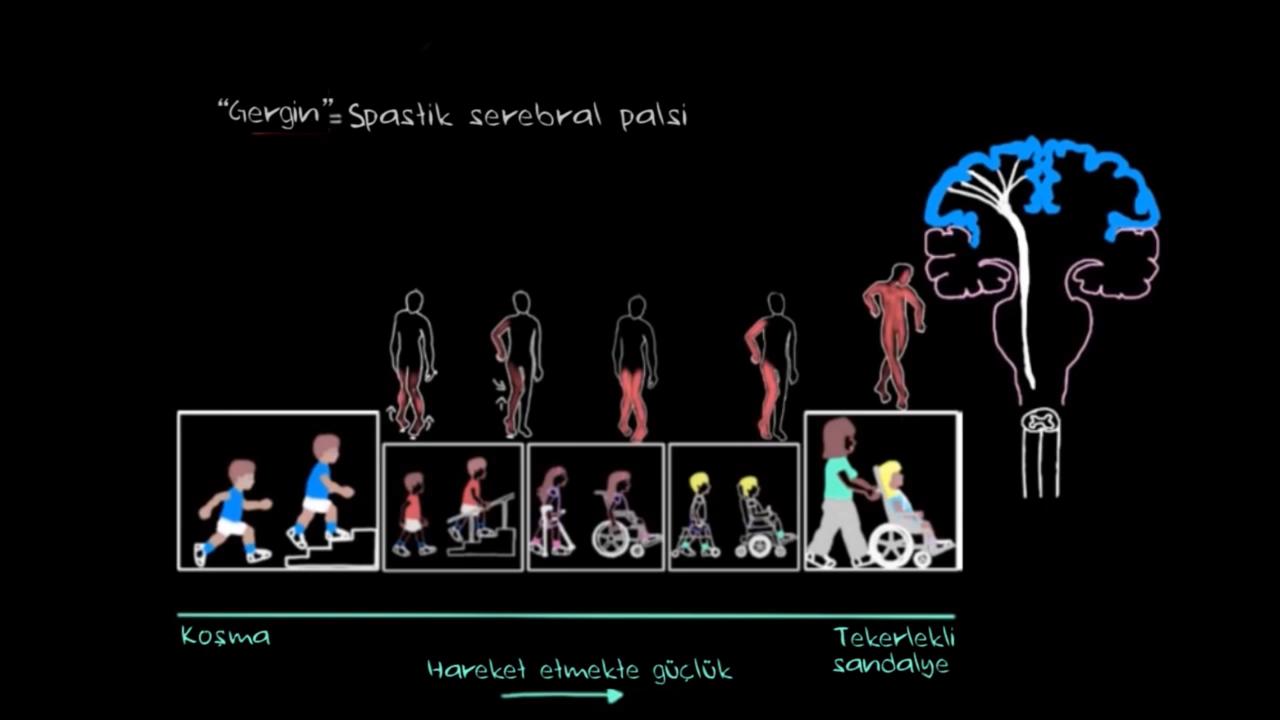 "Gergin"=Spastik serebral palsi
Koşma
Tekerlekli
sandalye
Hareket etmekte güçlük